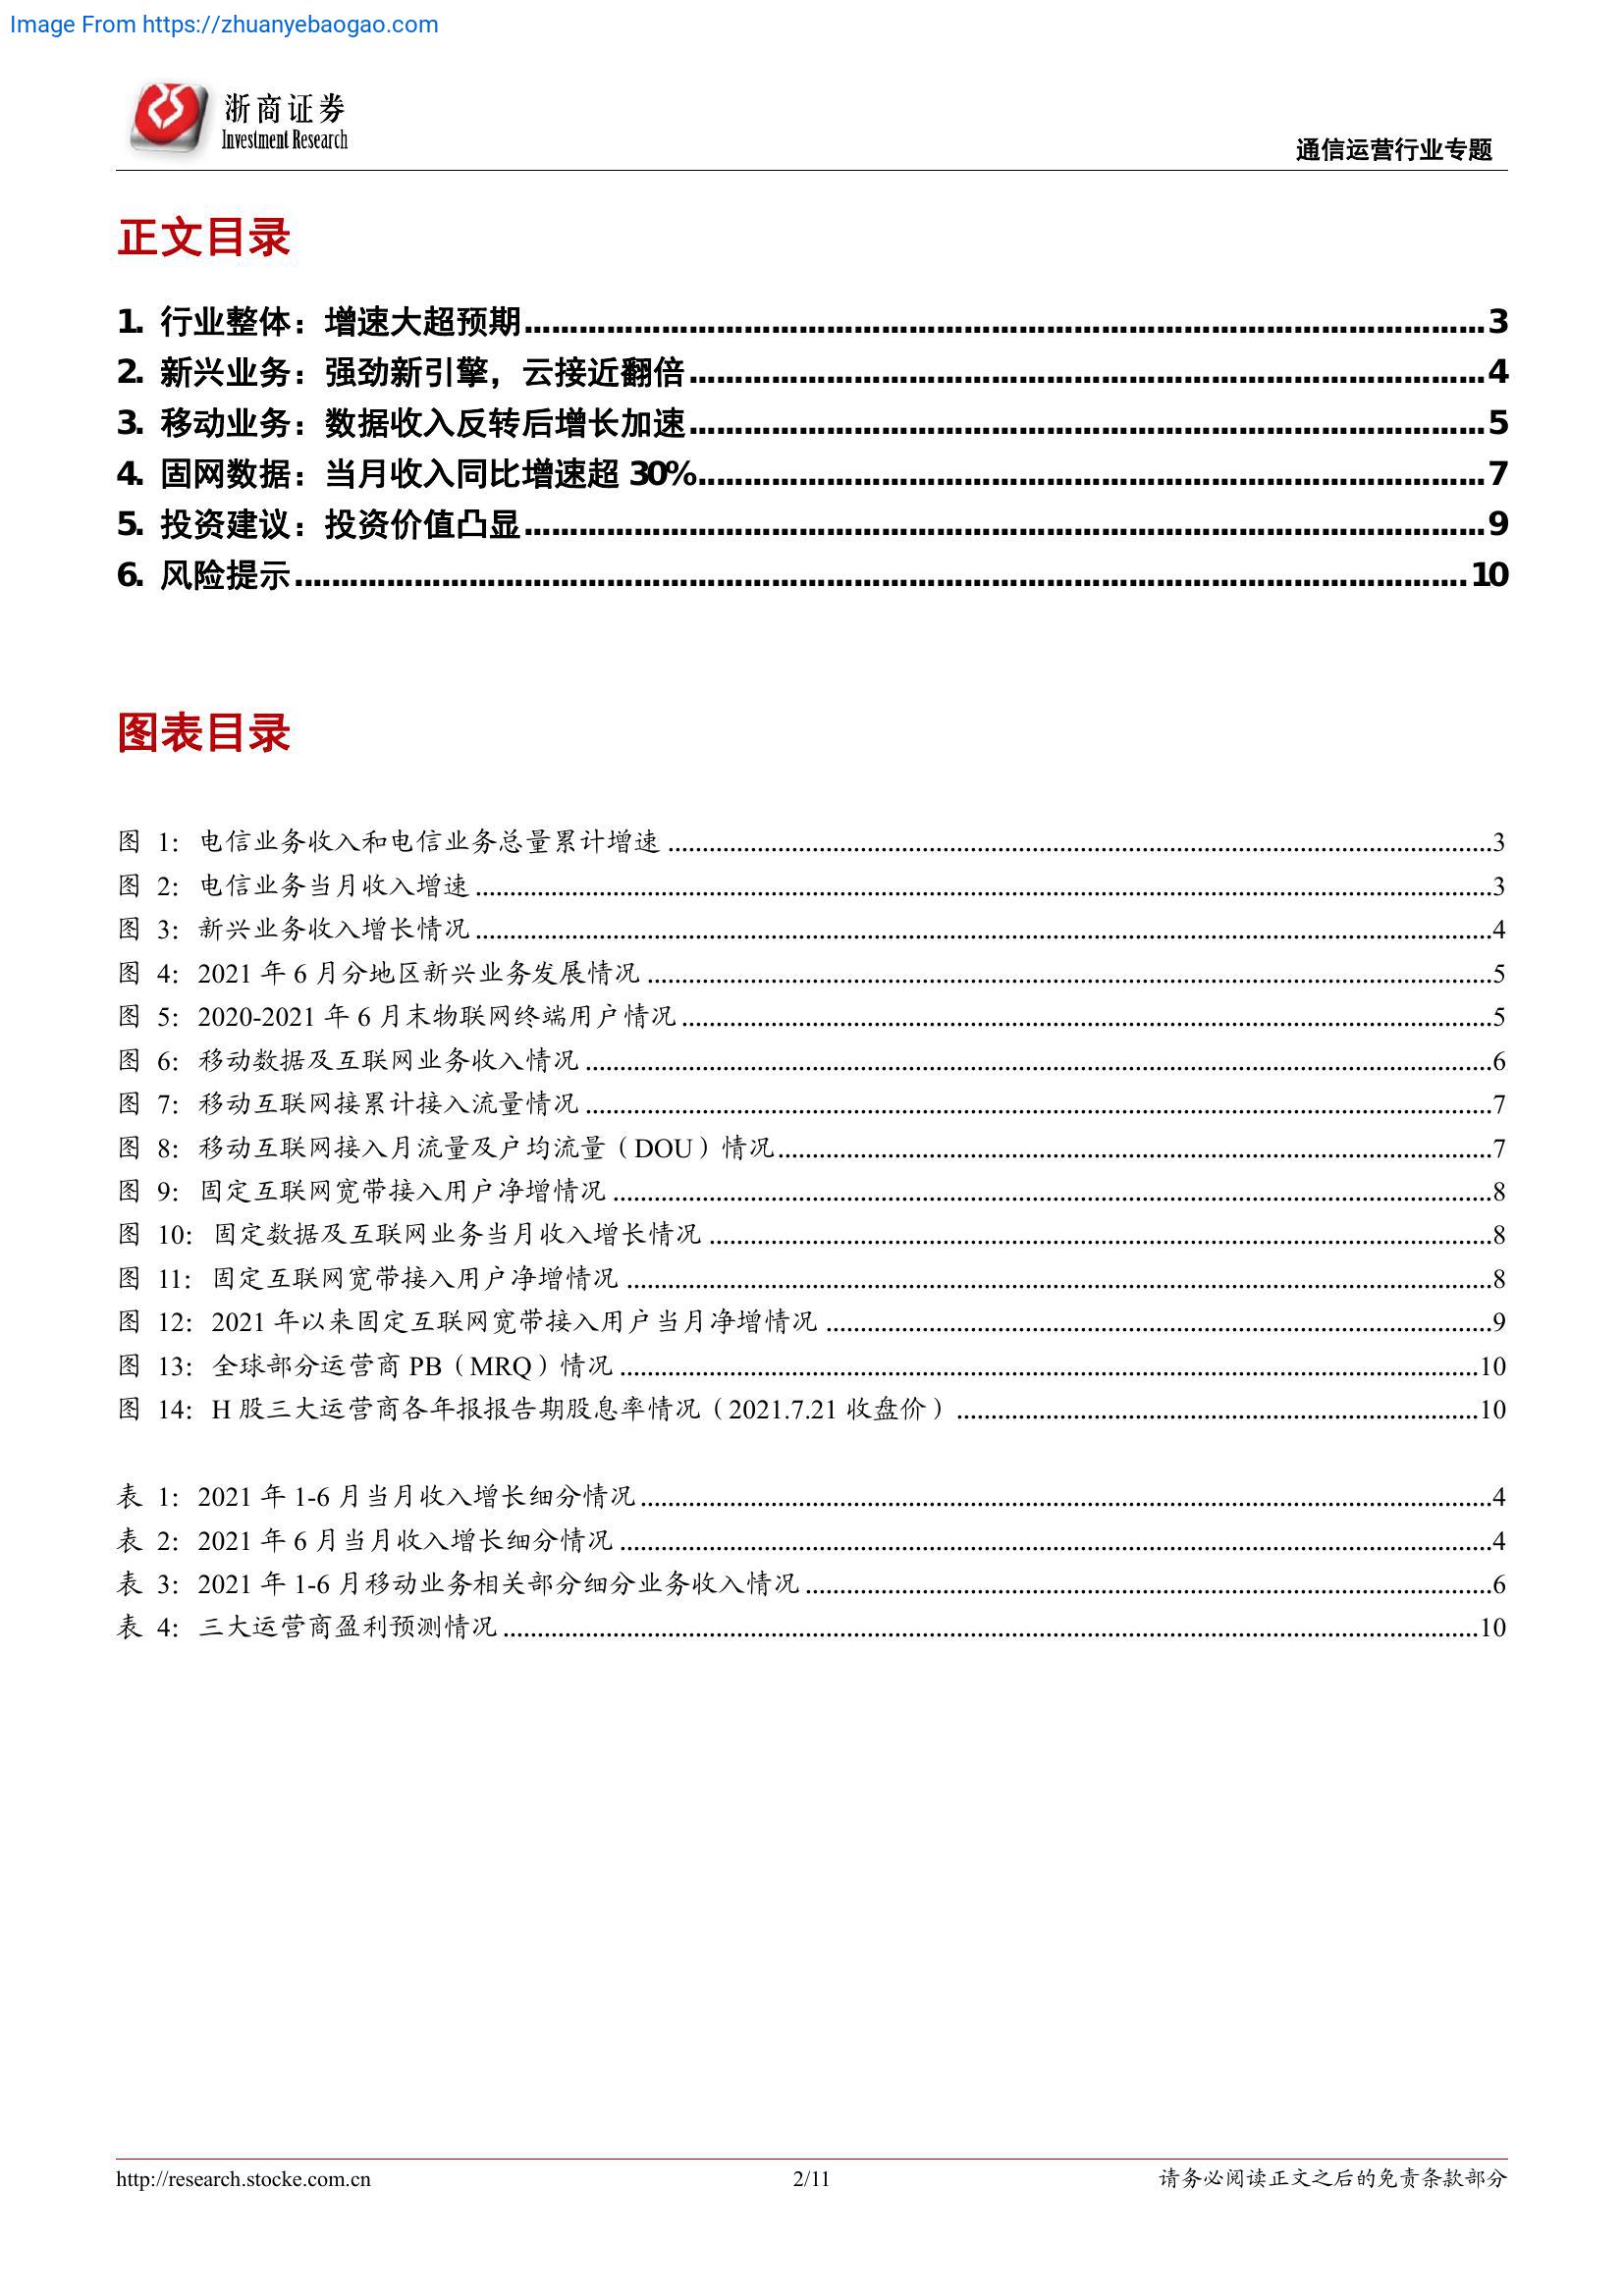 Image From https://zhuanyebaogao.com
浙商证券
Investment Research
通信运营行业专题
正文目录
1. 行业整体：增速大超预期 3
2. 新兴业务：强劲新引擎，云接近翻倍 4
3. 移动业务：数据收入反转后增长加速 5
4. 固网数据：当月收入同比增速超 30% 7
5. 投资建议：投资价值凸显 9
6. 风险提示 10
图表目录
图 1：电信业务收入和电信业务总量累计增速 3
图 2：电信业务当月收入增速 3
图 3：新兴业务收入增长情况 4
图 4：2021 年 6 月分地区新兴业务发展情况 5
图 5：2020-2021 年 6 月末物联网终端用户情况 5
图 6：移动数据及互联网业务收入情况 6
图 7：移动互联网接累计接入流量情况 7
图 8：移动互联网接入月流量及户均流量（DOU）情况 7
图 9：固定互联网宽带接入用户净增情况 8
图 10：固定数据及互联网业务当月收入增长情况 8
图 11：固定互联网宽带接入用户净增情况 8
图 12：2021 年以来固定互联网宽带接入用户当月净增情况 9
图 13：全球部分运营商 PB（MRQ）情况 10
图 14：H 股三大运营商各年报报告期股息率情况（2021.7.21 收盘价） 10
表 1：2021 年 1-6 月当月收入增长细分情况 4
表 2：2021 年 6 月当月收入增长细分情况 4
表 3：2021 年 1-6 月移动业务相关部分细分业务收入情况 6
表 4：三大运营商盈利预测情况 10
http://research.stocke.com.cn
2/11
请务必阅读正文之后的免责条款部分